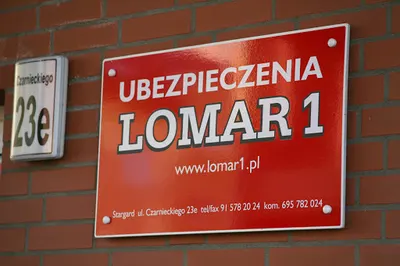 Czarnieckiego
23e
UBEZPIECZENIA
LOMAR 1
www.lomar1.pl
Stargard ul. Czarnieckiego 23e tel/fax 91 578 20 24 kom. 695 782 024